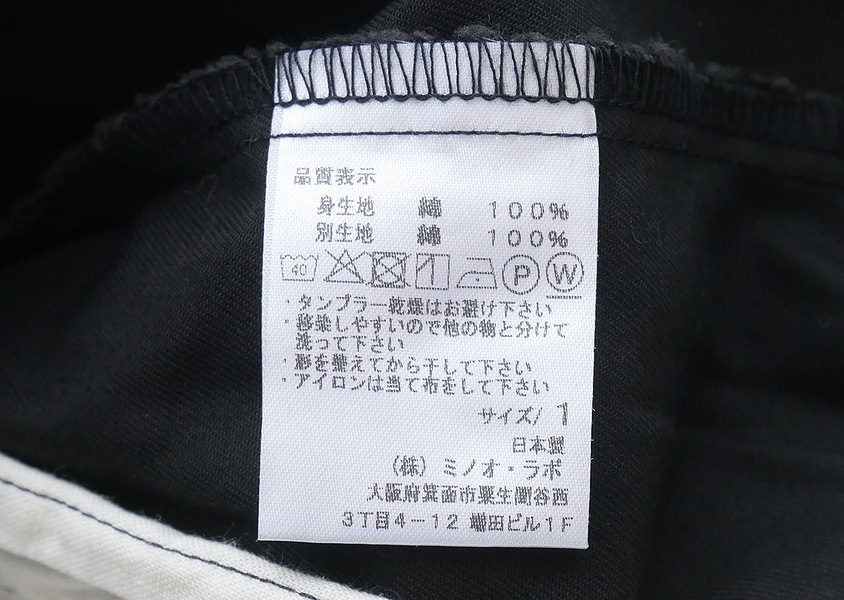 品質表示
身生地 綿 100%
別生地 綿 100%
40 P W
・タンブラー乾燥はお避け下さい
・移染しやすいので他の物と分けて
洗って下さい
・形を整えてから干して下さい
・アイロンは当て布をして下さい
サイズ/ 1
日本製
(株) ミノオ・ラボ
大阪府箕面市粟生間谷西
3丁目4-12 増田ビル1F